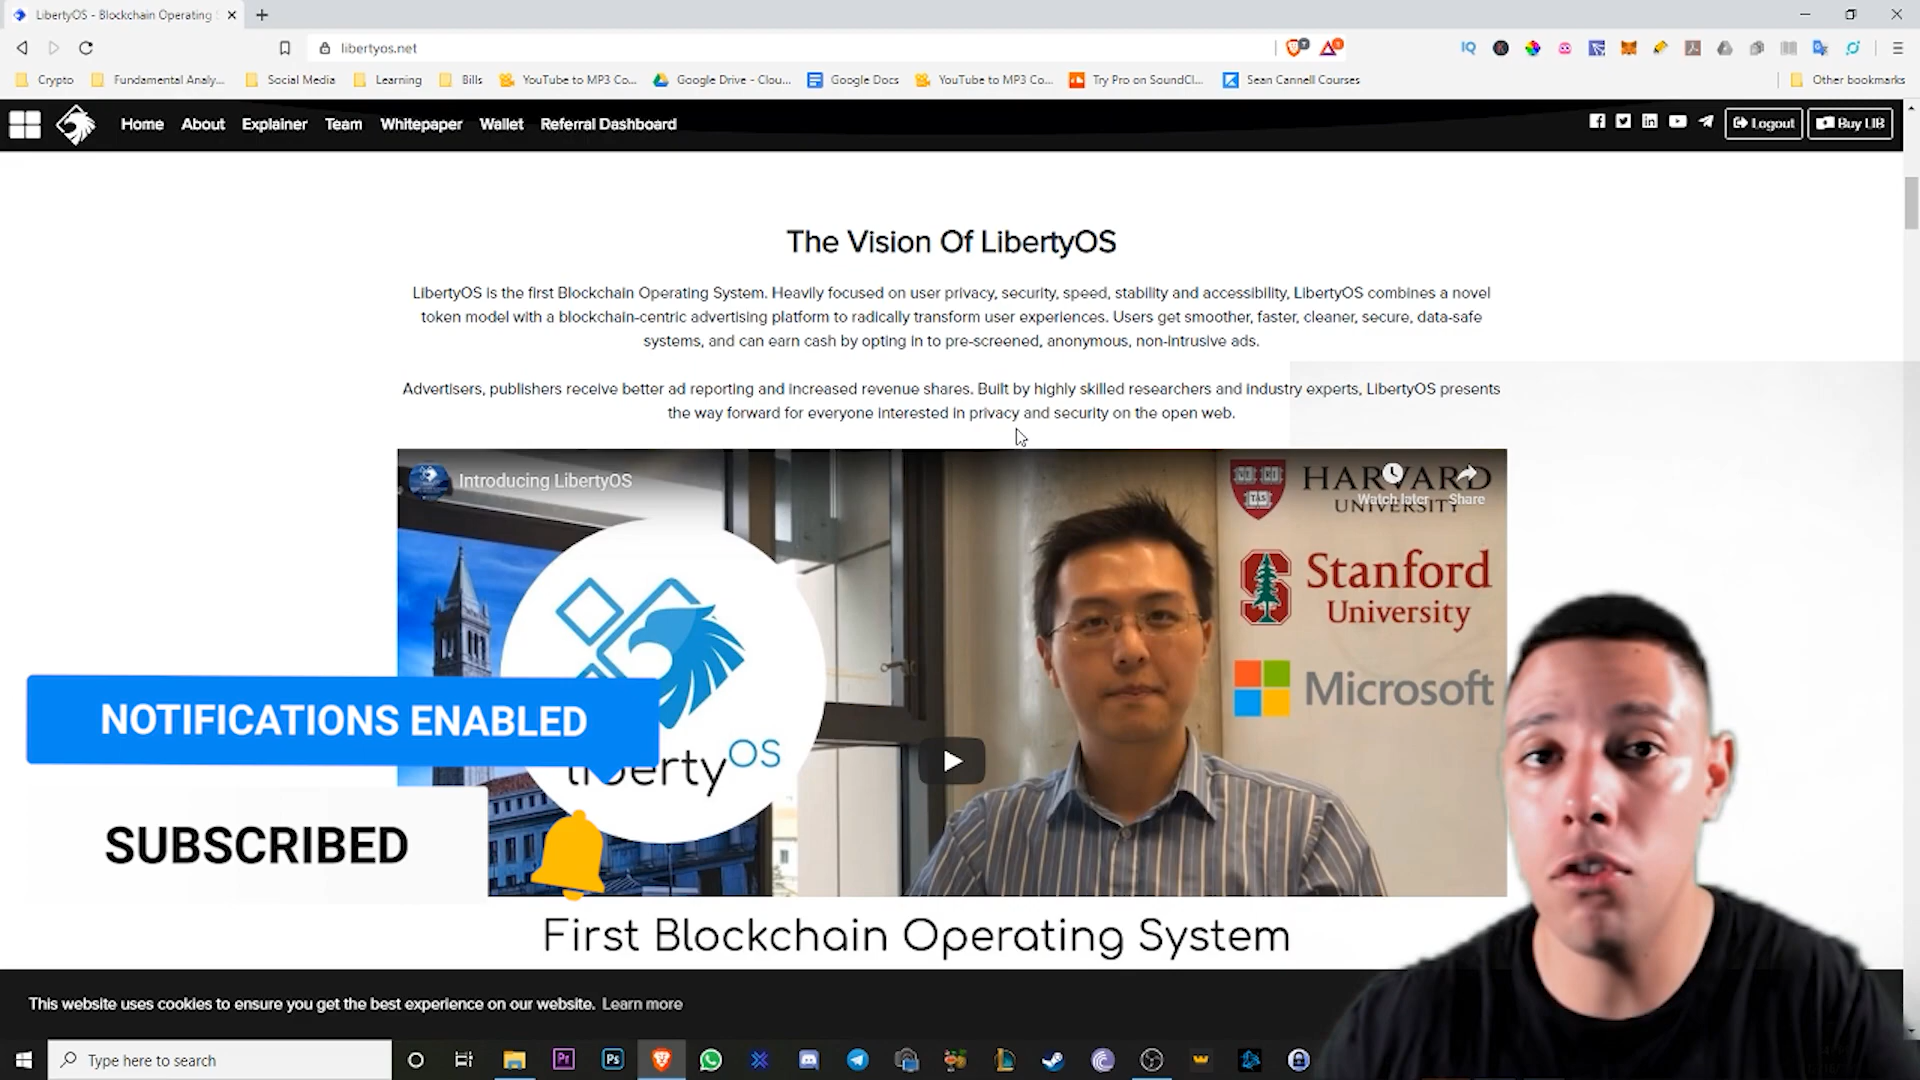 LibertyOS - Blockchain Operating
libertyos.net
IQ
Crypto
Fundamental Analy...
Social Media
Learning
Bills
YouTube to MP3 Co...
Google Drive - Clou...
Google Docs
YouTube to MP3 Co...
Try Pro on SoundCl...
Sean Cannell Courses
Other bookmarks
Home
About
Explainer
Team
Whitepaper
Wallet
Referral Dashboard
Logout
Buy LIB
The Vision Of LibertyOS
LibertyOS is the first Blockchain Operating System. Heavily focused on user privacy, security, speed, stability and accessibility, LibertyOS combines a novel
token model with a blockchain-centric advertising platform to radically transform user experiences. Users get smoother, faster, cleaner, secure, data-safe
systems, and can earn cash by opting in to pre-screened, anonymous, non-intrusive ads.
Advertisers, publishers receive better ad reporting and increased revenue shares. Built by highly skilled researchers and industry experts, LibertyOS presents
the way forward for everyone interested in privacy and security on the open web.
Introducing LibertyOS
HARVARD
UNIVERSITY
Watch later
Share
Stanford
University
Microsoft
libertyOS
NOTIFICATIONS ENABLED
SUBSCRIBED
First Blockchain Operating System
This website uses cookies to ensure you get the best experience on our website. Learn more
Type here to search
Pr
Ps